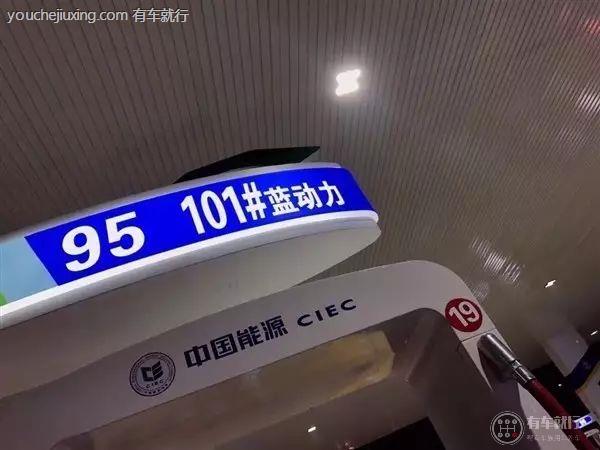 youchejiuxing.com 有车就行
95 101#蓝动力
中国能源 CIEC
CIEC
19
有车就行